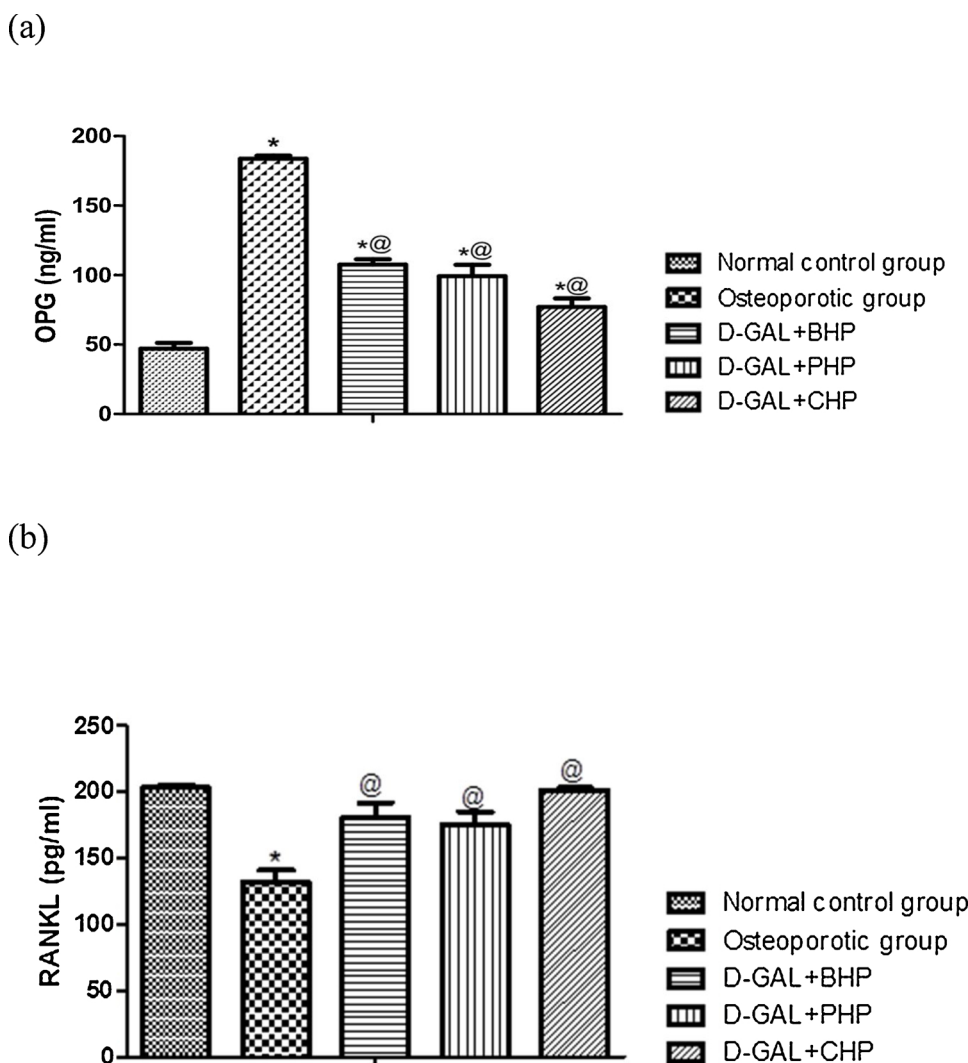 (a)
200
150
100
50
0
OPG (ng/ml)
*
*@
*@
*@
Normal control group
Osteoporotic group
D-GAL+BHP
D-GAL+PHP
D-GAL+CHP
(b)
250
200
150
100
50
0
RANKL (pg/ml)
*
@
@
@
Normal control group
Osteoporotic group
D-GAL+BHP
D-GAL+PHP
D-GAL+CHP